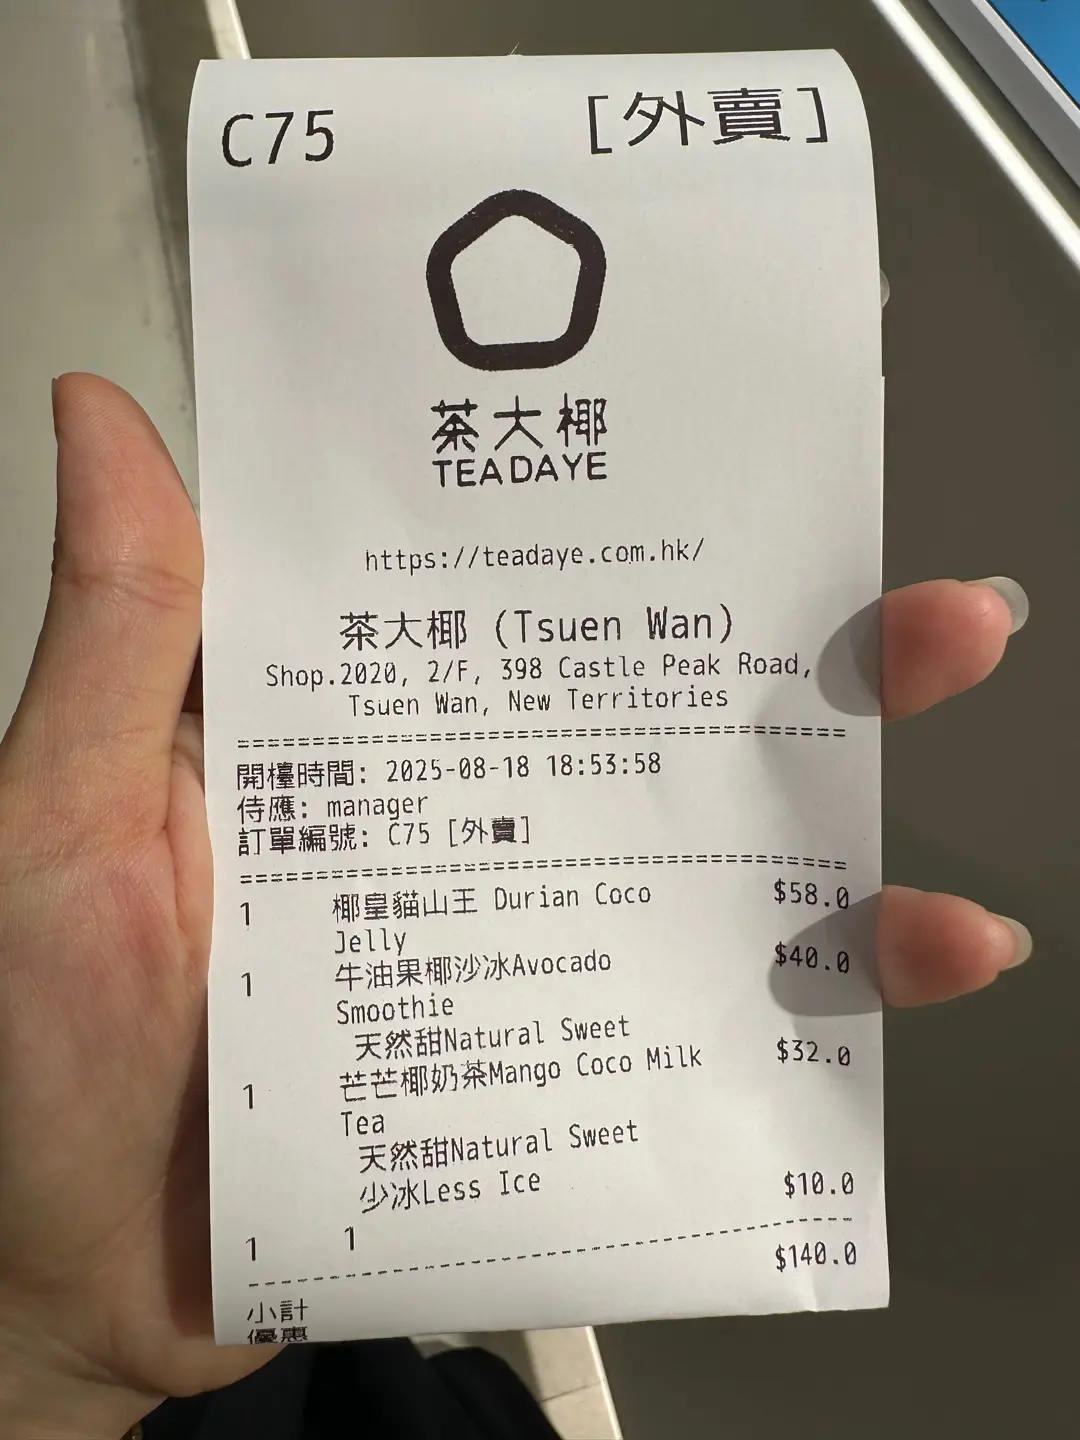 C75 [外賣]
茶大椰
TEADAYE
https://teadaye.com.hk/
茶大椰 (Tsuen Wan)
Shop.2020, 2/F, 398 Castle Peak Road,
Tsuen Wan, New Territories
======================================
開檯時間: 2025-08-18 18:53:58
侍應: manager
訂單編號: C75 [外賣]
======================================
1 椰皇貓山王 Durian Coco $58.0
Jelly
1 牛油果椰沙冰Avocado $40.0
Smoothie
天然甜Natural Sweet
1 芒芒椰奶茶Mango Coco Milk $32.0
Tea
天然甜Natural Sweet
少冰Less Ice
1 1 $10.0
--------------------------------------
小計 $140.0
優惠